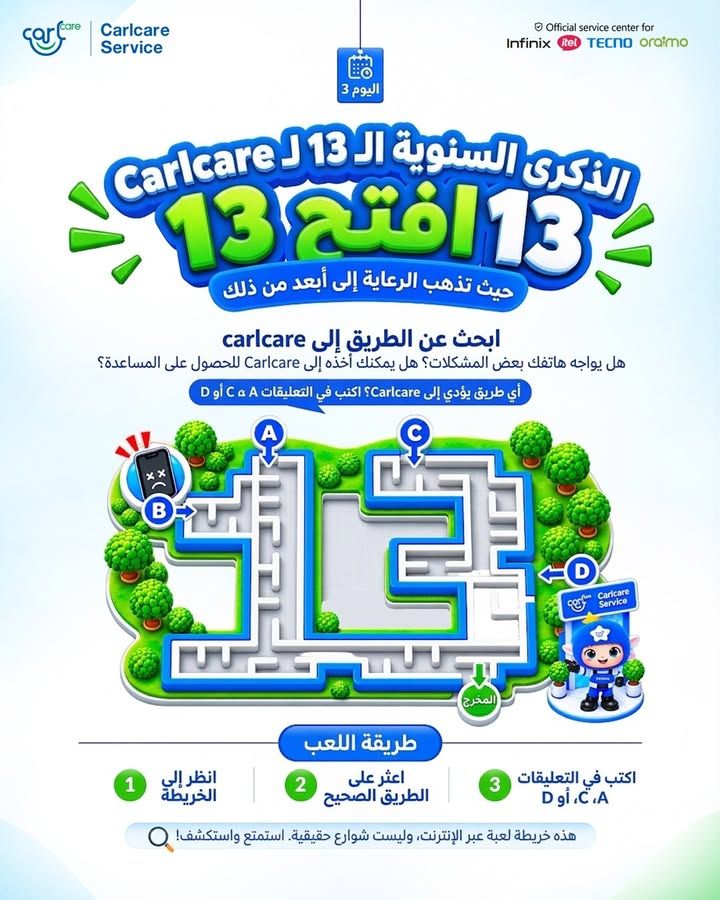 carlcare
Carlcare Service
Official service center for
Infinix itel TECNO oraimo
اليوم 3
الذكرى السنوية الـ 13 لـ Carlcare
13 افتح 13
حيث تذهب الرعاية إلى أبعد من ذلك
ابحث عن الطريق إلى carlcare
هل يواجه هاتفك بعض المشكلات؟ هل يمكنك أخذه إلى Carlcare للحصول على المساعدة؟
أي طريق يؤدي إلى Carlcare؟ اكتب في التعليقات A ،C أو D
A
C
B
D
carlcare Carlcare Service
المخرج
طريقة اللعب
1 انظر إلى الخريطة
2 اعثر على الطريق الصحيح
3 اكتب في التعليقات A، C، أو D
هذه خريطة لعبة عبر الإنترنت، وليست شوارع حقيقية. استمتع واستكشف!